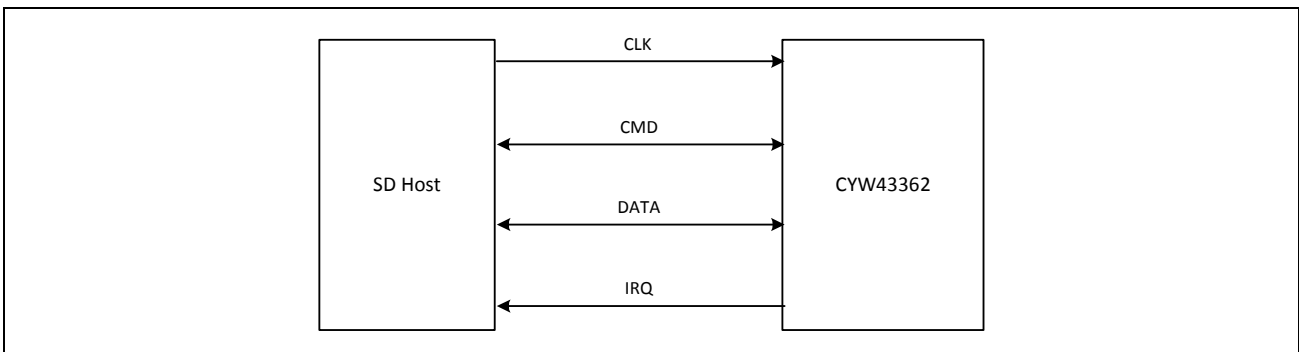 CLK
CMD
SD Host
CYW43362
DATA
IRQ